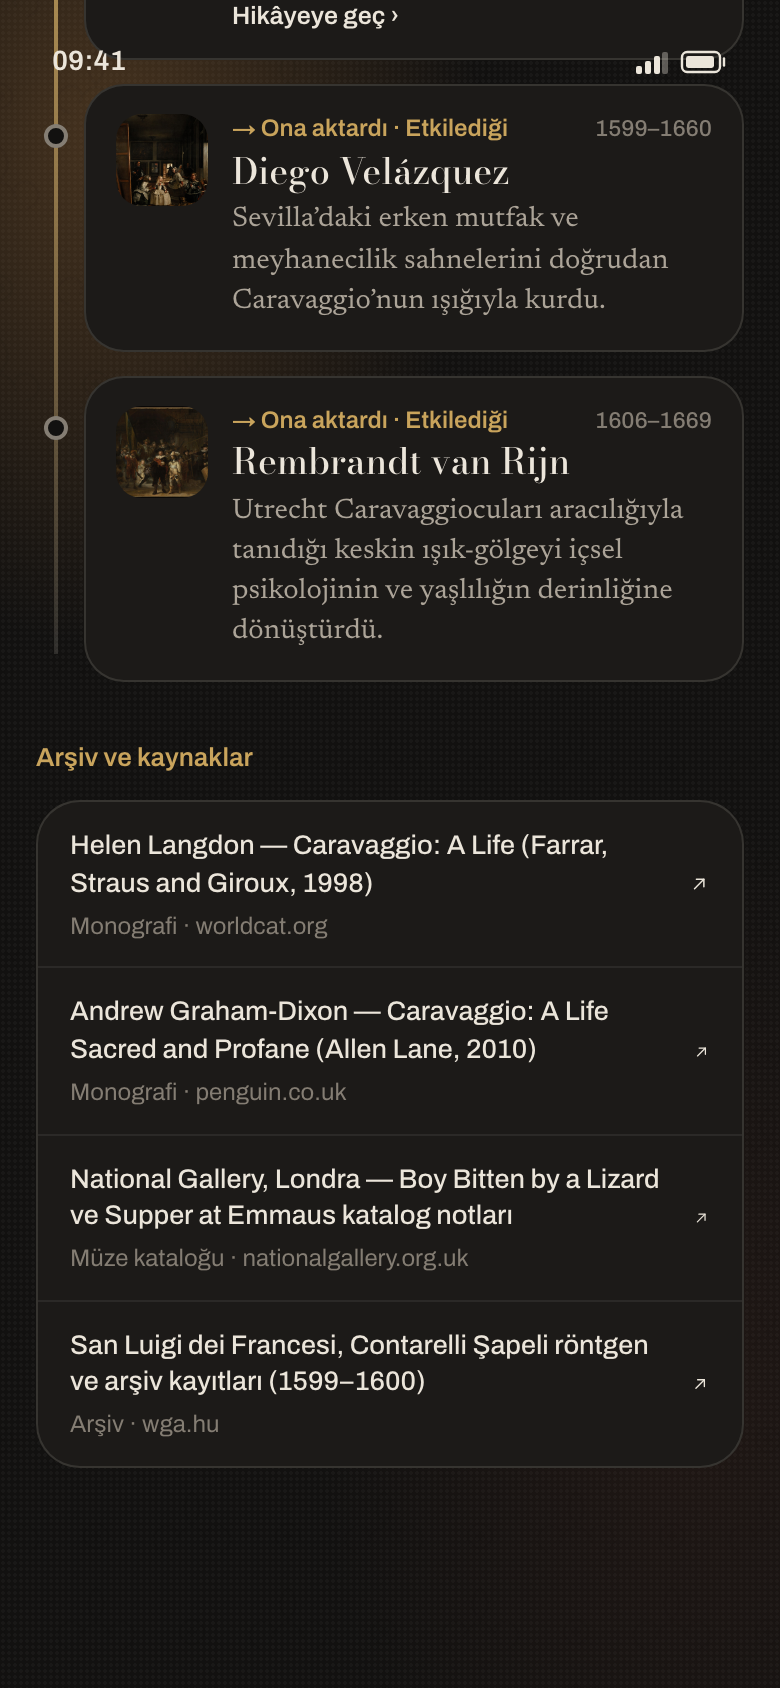 Hikâyeye geç ›
09:41
→ Ona aktardı · Etkilediği 1599–1660
Diego Velázquez
Sevilla’daki erken mutfak ve
meyhanecilik sahnelerini doğrudan
Caravaggio’nun ışığıyla kurdu.
→ Ona aktardı · Etkilediği 1606–1669
Rembrandt van Rijn
Utrecht Caravaggiocuları aracılığıyla
tanıdığı keskin ışık-gölgeyi içsel
psikolojinin ve yaşlılığın derinliğine
dönüştürdü.
Arşiv ve kaynaklar
Helen Langdon — Caravaggio: A Life (Farrar,
Straus and Giroux, 1998)
Monografi · worldcat.org
Andrew Graham-Dixon — Caravaggio: A Life
Sacred and Profane (Allen Lane, 2010)
Monografi · penguin.co.uk
National Gallery, Londra — Boy Bitten by a Lizard
ve Supper at Emmaus katalog notları
Müze kataloğu · nationalgallery.org.uk
San Luigi dei Francesi, Contarelli Şapeli röntgen
ve arşiv kayıtları (1599–1600)
Arşiv · wga.hu